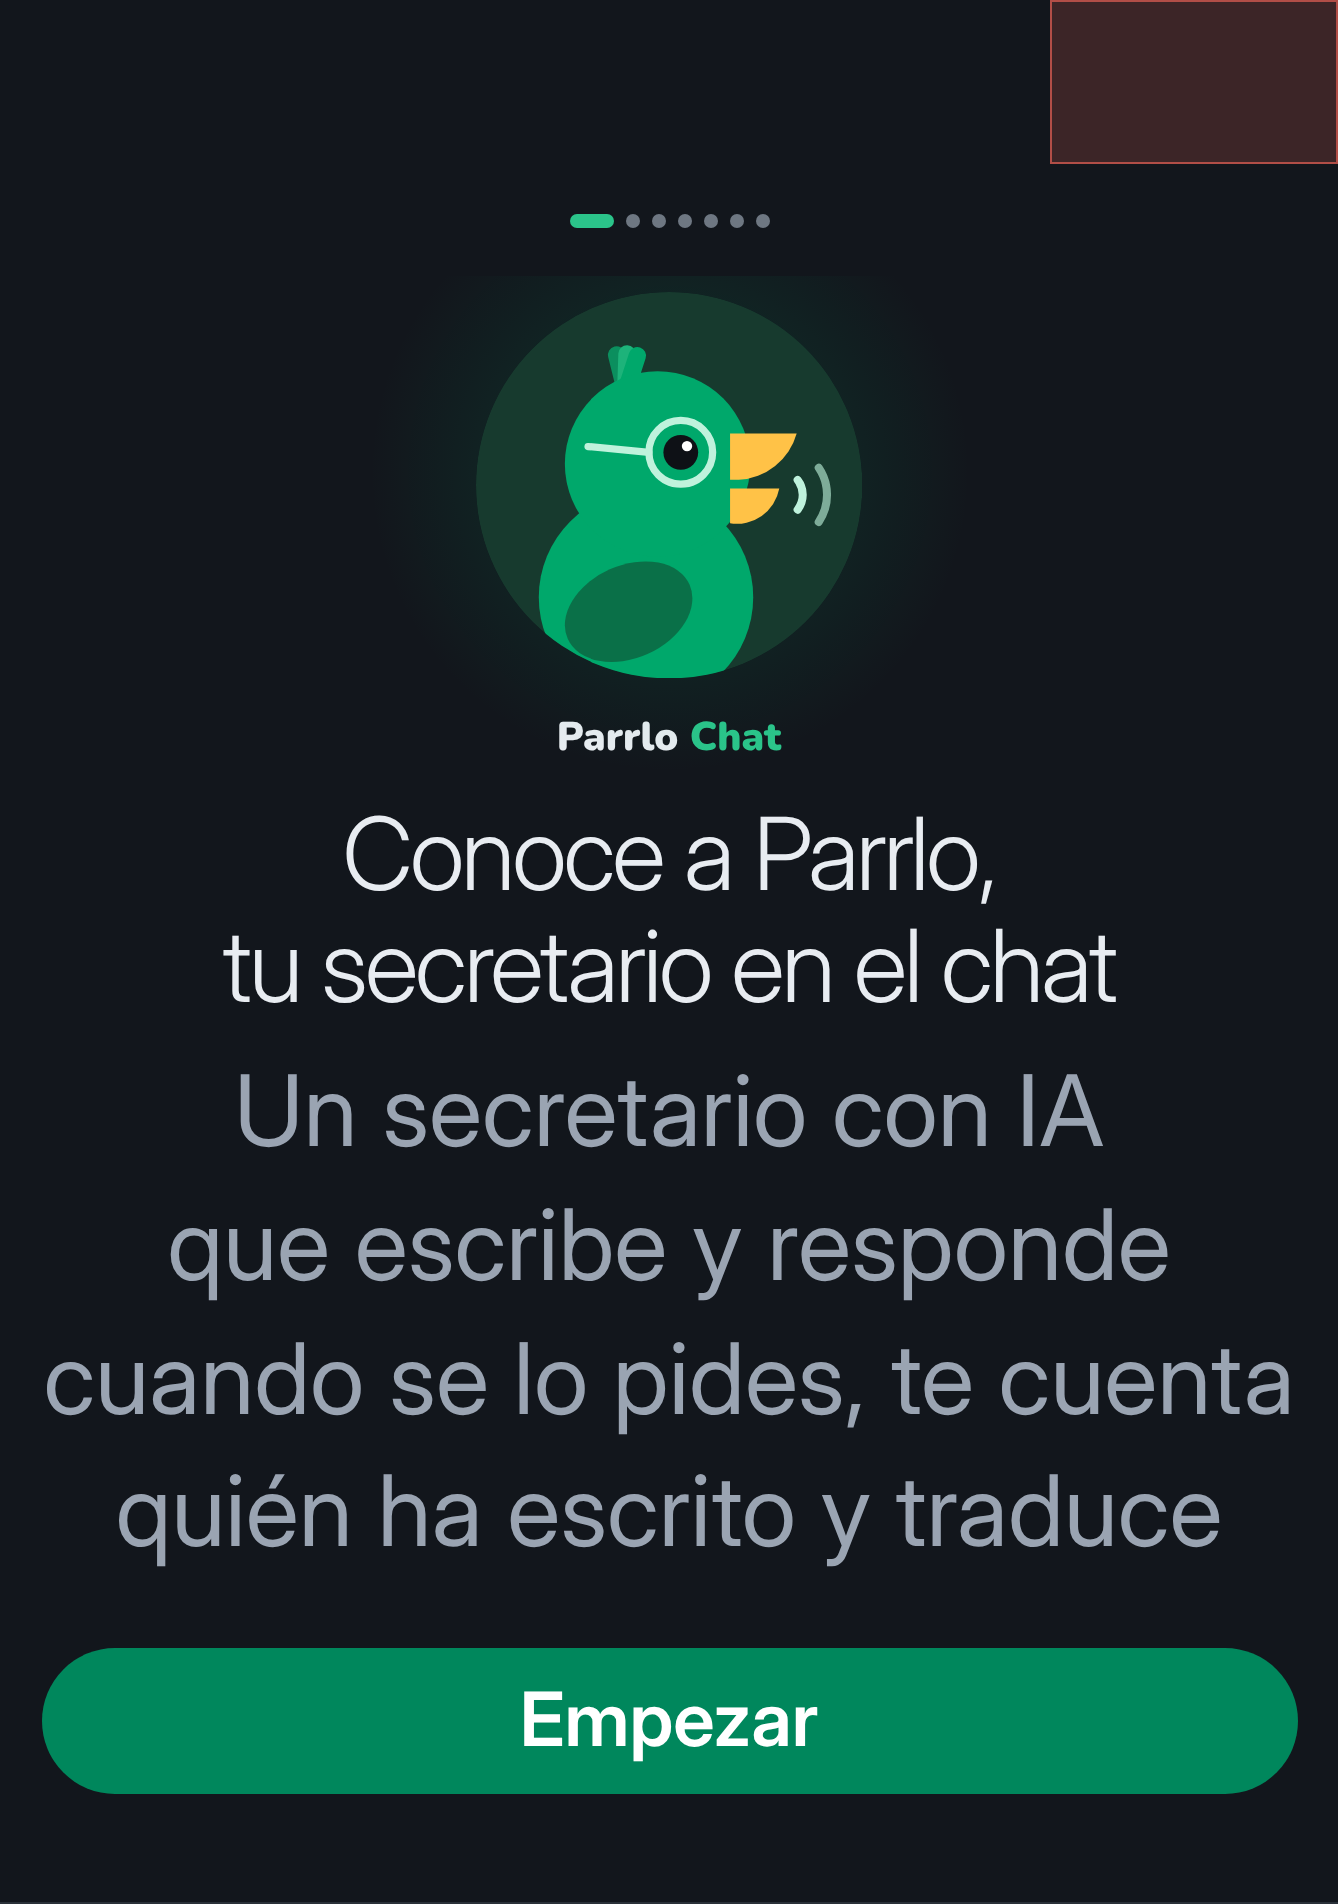 Parrlo Chat
Conoce a Parrlo,
tu secretario en el chat
Un secretario con IA
que escribe y responde
cuando se lo pides, te cuenta
quién ha escrito y traduce
Empezar